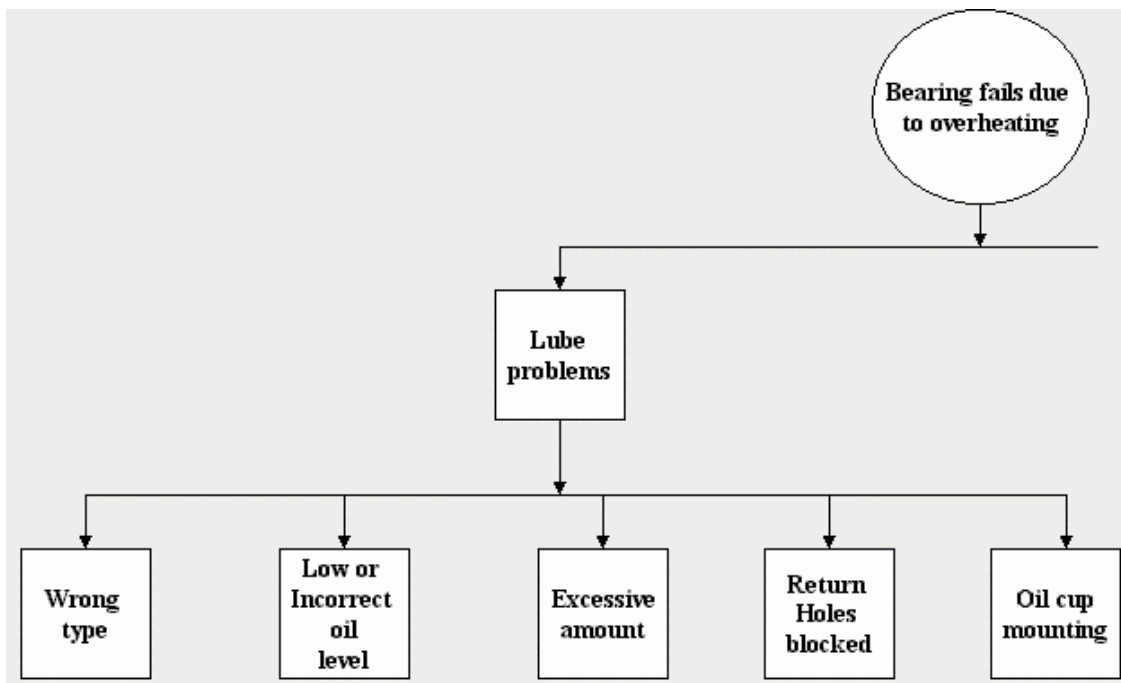 Bearing fails due
to overheating
Lube
problems
Wrong
type
Low or
Incorrect
oil
level
Excessive
amount
Return
Holes
blocked
Oil cup
mounting